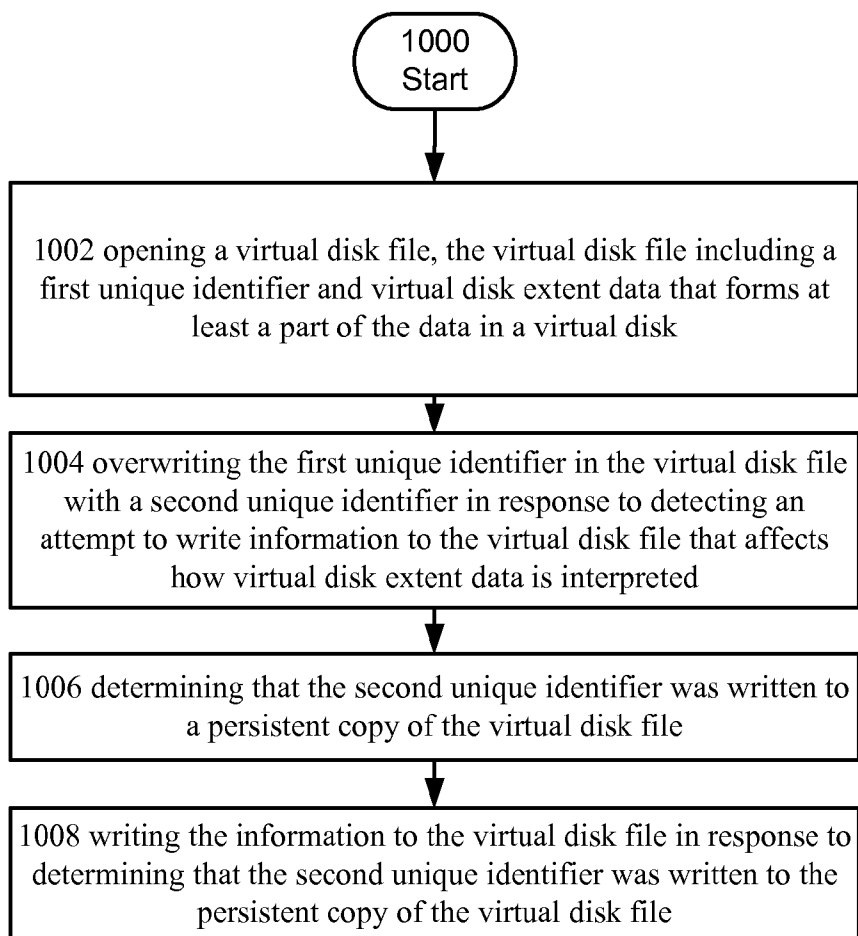 1000
Start
1002 opening a virtual disk file, the virtual disk file including a
first unique identifier and virtual disk extent data that forms at
least a part of the data in a virtual disk
1004 overwriting the first unique identifier in the virtual disk file
with a second unique identifier in response to detecting an
attempt to write information to the virtual disk file that affects
how virtual disk extent data is interpreted
1006 determining that the second unique identifier was written to
a persistent copy of the virtual disk file
1008 writing the information to the virtual disk file in response to
determining that the second unique identifier was written to the
persistent copy of the virtual disk file